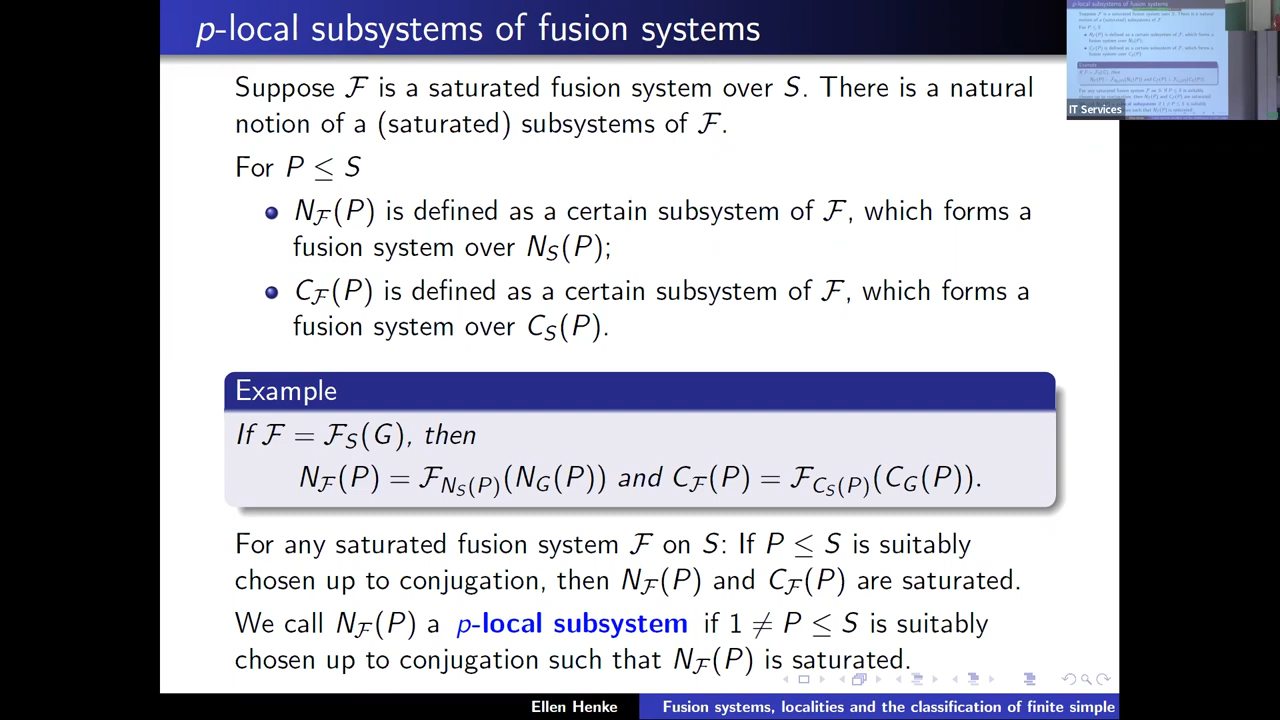 p-local subsystems of fusion systems
Suppose ℱ is a saturated fusion system over S. There is a natural
notion of a (saturated) subsystems of ℱ.
For P ≤ S
N_ℱ(P) is defined as a certain subsystem of ℱ, which forms a
fusion system over N_S(P);
C_ℱ(P) is defined as a certain subsystem of ℱ, which forms a
fusion system over C_S(P).
Example
If ℱ = ℱ_S(G), then
N_ℱ(P) = ℱ_{N_S(P)}(N_G(P)) and C_ℱ(P) = ℱ_{C_S(P)}(C_G(P)).
For any saturated fusion system ℱ on S: If P ≤ S is suitably
chosen up to conjugation, then N_ℱ(P) and C_ℱ(P) are saturated.
We call N_ℱ(P) a p-local subsystem if 1 ≠ P ≤ S is suitably
chosen up to conjugation such that N_ℱ(P) is saturated.
Ellen Henke
Fusion systems, localities and the classification of finite simple
IT Services